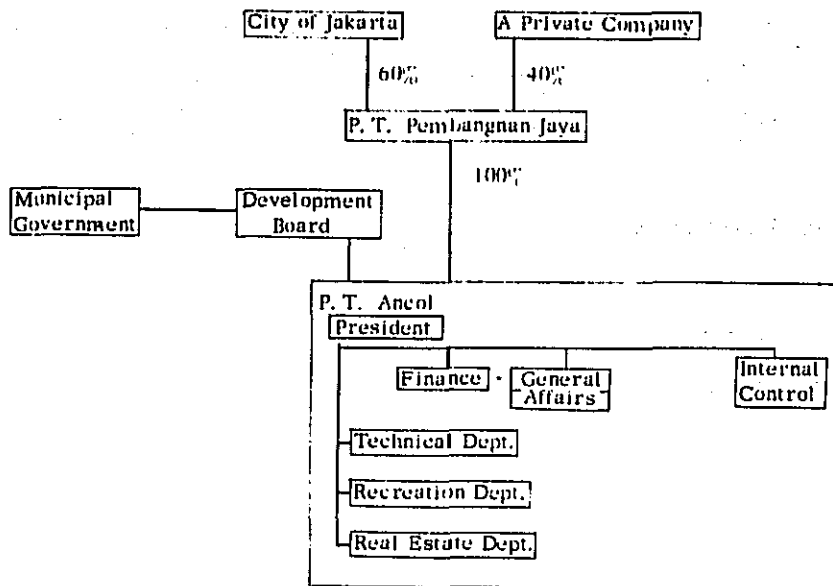 City of Jakarta
A Private Company
60%
40%
P. T. Pembangnan Jaya
100%
Municipal
Government
Development
Board
P. T. Ancol
President
Finance
General
Affairs
Internal
Control
Technical Dept.
Recreation Dept.
Real Estate Dept.